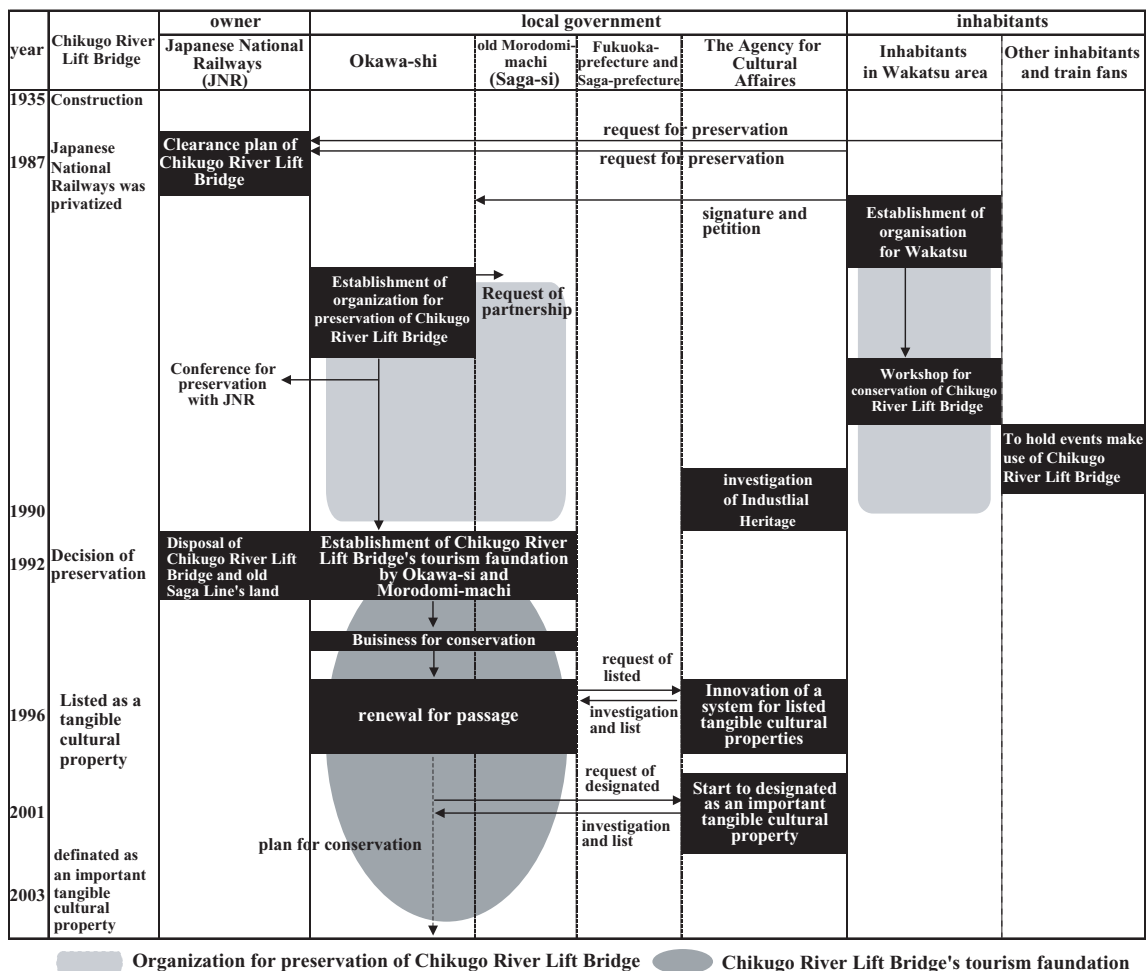 owner
local government
inhabitants
year
Chikugo River
Lift Bridge
Japanese National
Railways
(JNR)
Okawa-shi
old Morodomi-
machi
(Saga-si)
Fukuoka-
prefecture and
Saga-prefecture
The Agency for
Cultural
Affaires
Inhabitants
in Wakatsu area
Other inhabitants
and train fans
1935
Construction
request for preservation
1987
Japanese
National
Railways was
privatized
Clearance plan of
Chikugo River Lift
Bridge
request for preservation
signature and
petition
Establishment of
organisation
for Wakatsu
Establishment of
organization for
preservation of Chikugo
River Lift Bridge
Request of
partnership
Conference for
preservation
with JNR
Workshop for
conservation of Chikugo
River Lift Bridge
To hold events make
use of Chikugo
River Lift Bridge
investigation
of Industlial
Heritage
1990
1992
Decision of
preservation
Disposal of
Chikugo River Lift
Bridge and old
Saga Line's land
Establishment of Chikugo River
Lift Bridge's tourism faundation
by Okawa-si and
Morodomi-machi
Buisiness for conservation
request of
listed
1996
Listed as a
tangible
cultural
property
renewal for passage
investigation
and list
Innovation of a
system for listed
tangible cultural
properties
request of
designated
2001
Start to designated
as an important
tangible cultural
property
investigation
and list
plan for conservation
2003
definated as
an important
tangible
cultural
property
Organization for preservation of Chikugo River Lift Bridge
Chikugo River Lift Bridge's tourism faundation